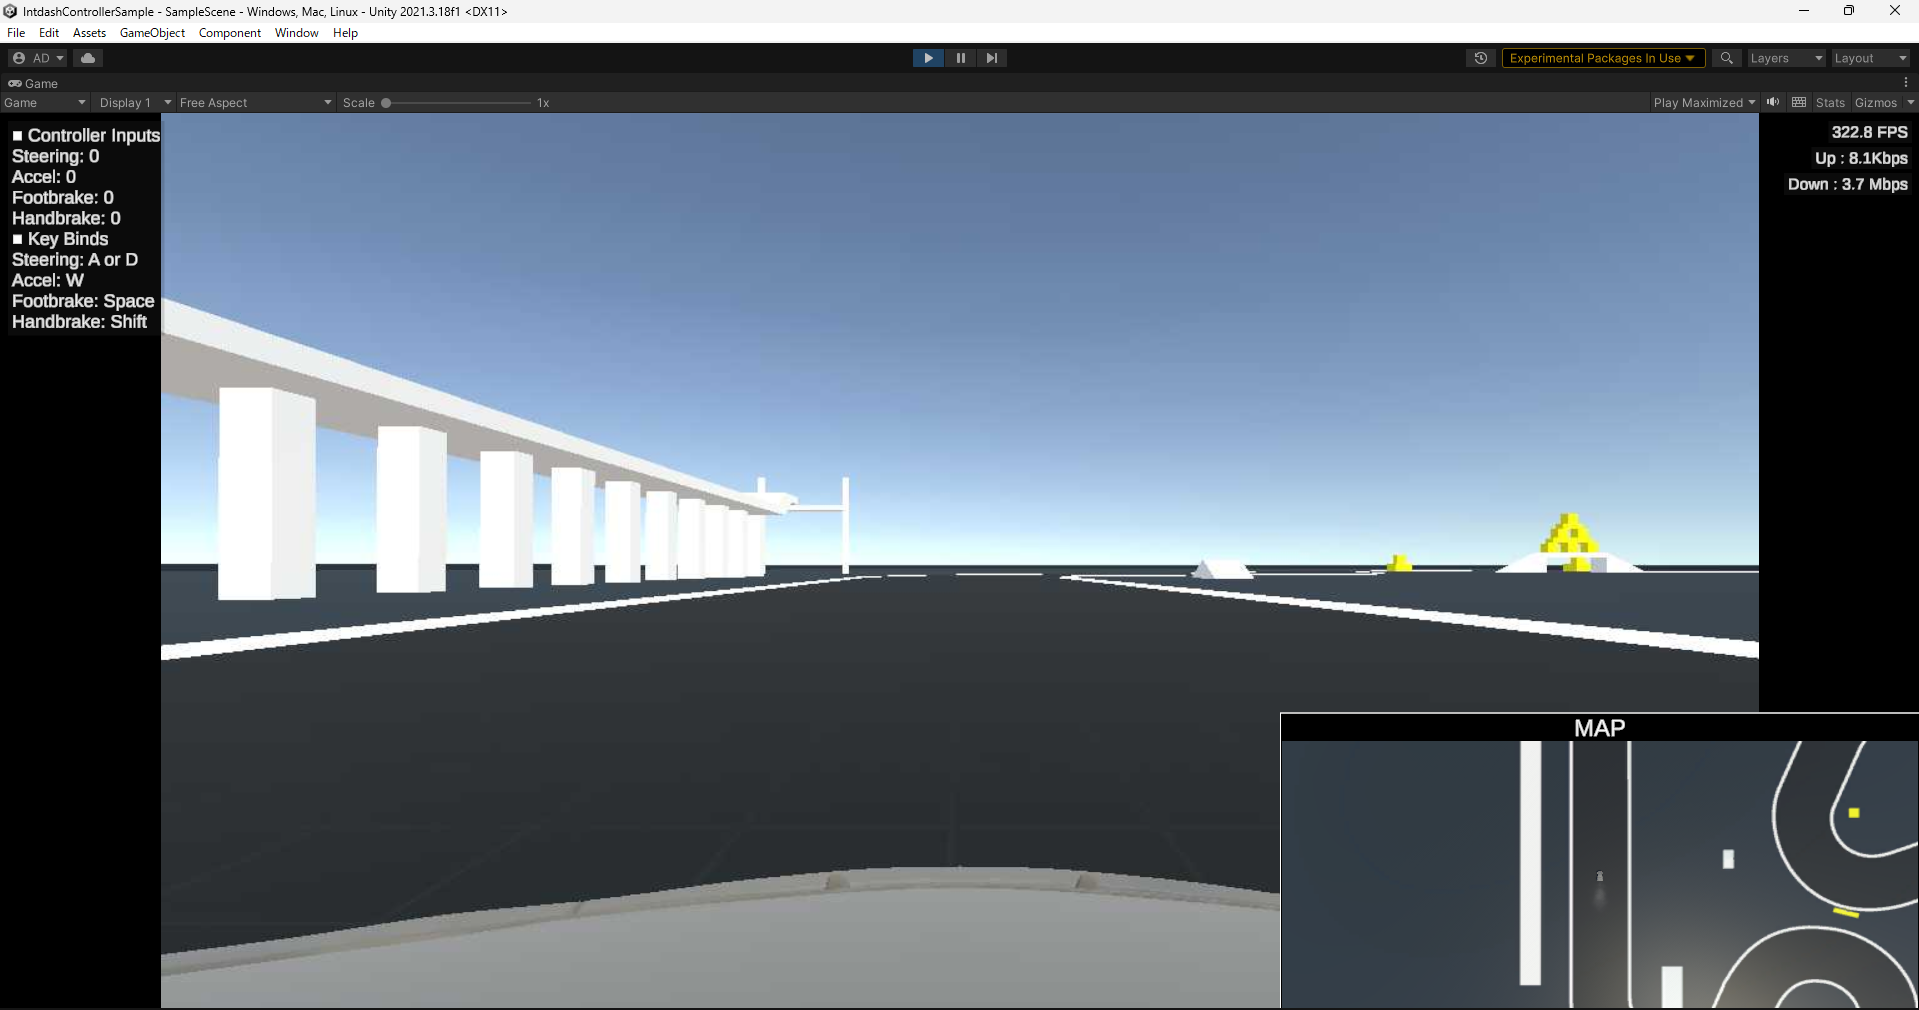 IntdashControllerSample - SampleScene - Windows, Mac, Linux - Unity 2021.3.18f1 <DX11>
File Edit Assets GameObject Component Window Help
AD Experimental Packages In Use Layers Layout
Game
Game Display 1 Free Aspect Scale 1x Play Maximized Stats Gizmos
■ Controller Inputs
Steering: 0
Accel: 0
Footbrake: 0
Handbrake: 0
■ Key Binds
Steering: A or D
Accel: W
Footbrake: Space
Handbrake: Shift
322.8 FPS
Up : 8.1Kbps
Down : 3.7 Mbps
MAP